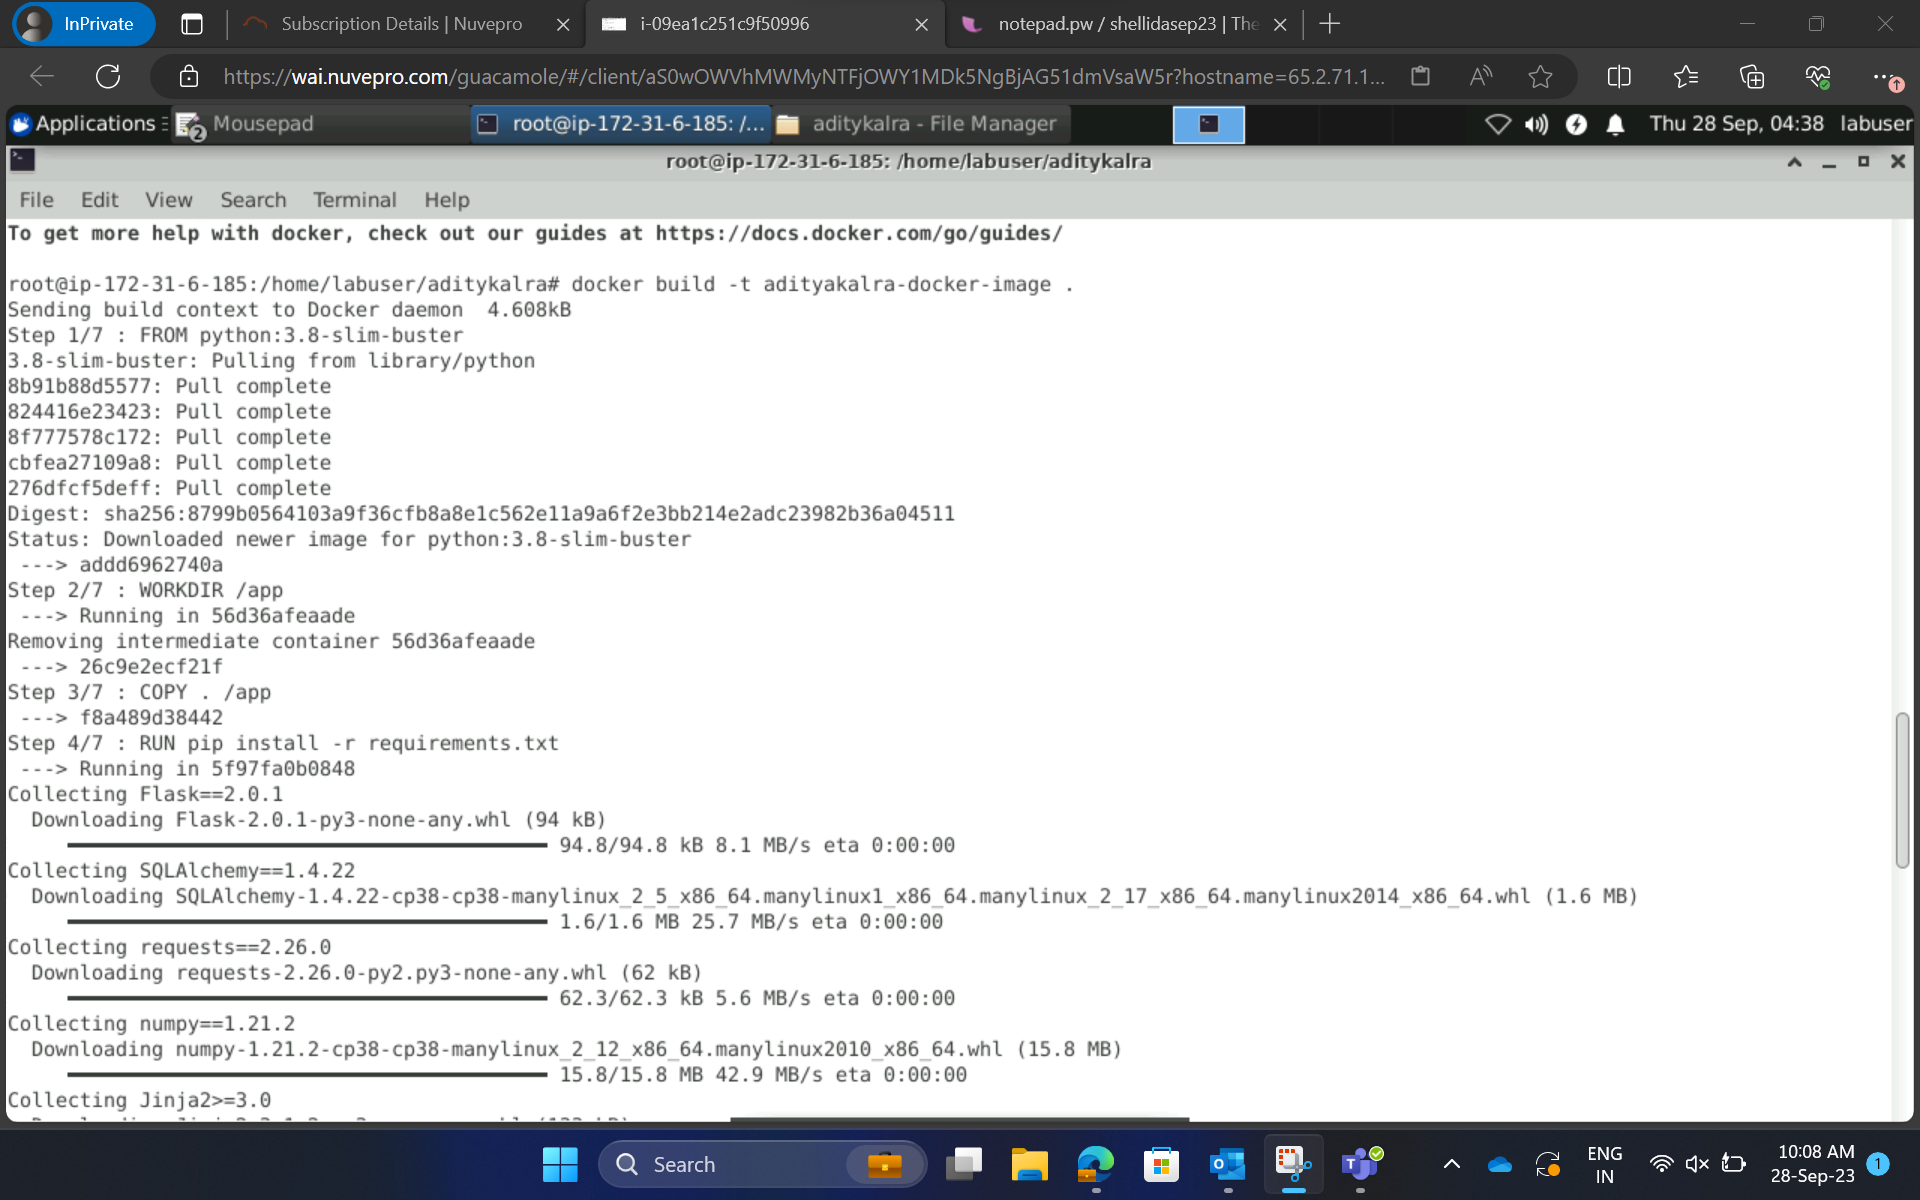 InPrivate
Subscription Details | Nuvepro
i-09ea1c251c9f50996
notepad.pw / shellidasep23 | The
https://wai.nuvepro.com/guacamole/#/client/aS0wOWVhMWMyNTFjOWY1MDk5NgBjAG51dmVsaW5r?hostname=65.2.71.1...
Applications
2 Mousepad
root@ip-172-31-6-185: /...
aditykalra - File Manager
Thu 28 Sep, 04:38 labuser
root@ip-172-31-6-185: /home/labuser/aditykalra
File Edit View Search Terminal Help
To get more help with docker, check out our guides at https://docs.docker.com/go/guides/
root@ip-172-31-6-185:/home/labuser/aditykalra# docker build -t adityakalra-docker-image .
Sending build context to Docker daemon  4.608kB
Step 1/7 : FROM python:3.8-slim-buster
3.8-slim-buster: Pulling from library/python
8b91b88d5577: Pull complete
824416e23423: Pull complete
8f777578c172: Pull complete
cbfea27109a8: Pull complete
276dfcf5deff: Pull complete
Digest: sha256:8799b0564103a9f36cfb8a8e1c562e11a9a6f2e3bb214e2adc23982b36a04511
Status: Downloaded newer image for python:3.8-slim-buster
 ---> addd6962740a
Step 2/7 : WORKDIR /app
 ---> Running in 56d36afeaade
Removing intermediate container 56d36afeaade
 ---> 26c9e2ecf21f
Step 3/7 : COPY . /app
 ---> f8a489d38442
Step 4/7 : RUN pip install -r requirements.txt
 ---> Running in 5f97fa0b0848
Collecting Flask==2.0.1
  Downloading Flask-2.0.1-py3-none-any.whl (94 kB)
94.8/94.8 kB 8.1 MB/s eta 0:00:00
Collecting SQLAlchemy==1.4.22
  Downloading SQLAlchemy-1.4.22-cp38-cp38-manylinux_2_5_x86_64.manylinux1_x86_64.manylinux_2_17_x86_64.manylinux2014_x86_64.whl (1.6 MB)
1.6/1.6 MB 25.7 MB/s eta 0:00:00
Collecting requests==2.26.0
  Downloading requests-2.26.0-py2.py3-none-any.whl (62 kB)
62.3/62.3 kB 5.6 MB/s eta 0:00:00
Collecting numpy==1.21.2
  Downloading numpy-1.21.2-cp38-cp38-manylinux_2_12_x86_64.manylinux2010_x86_64.whl (15.8 MB)
15.8/15.8 MB 42.9 MB/s eta 0:00:00
Collecting Jinja2>=3.0
Search
ENG
IN
10:08 AM
28-Sep-23
1